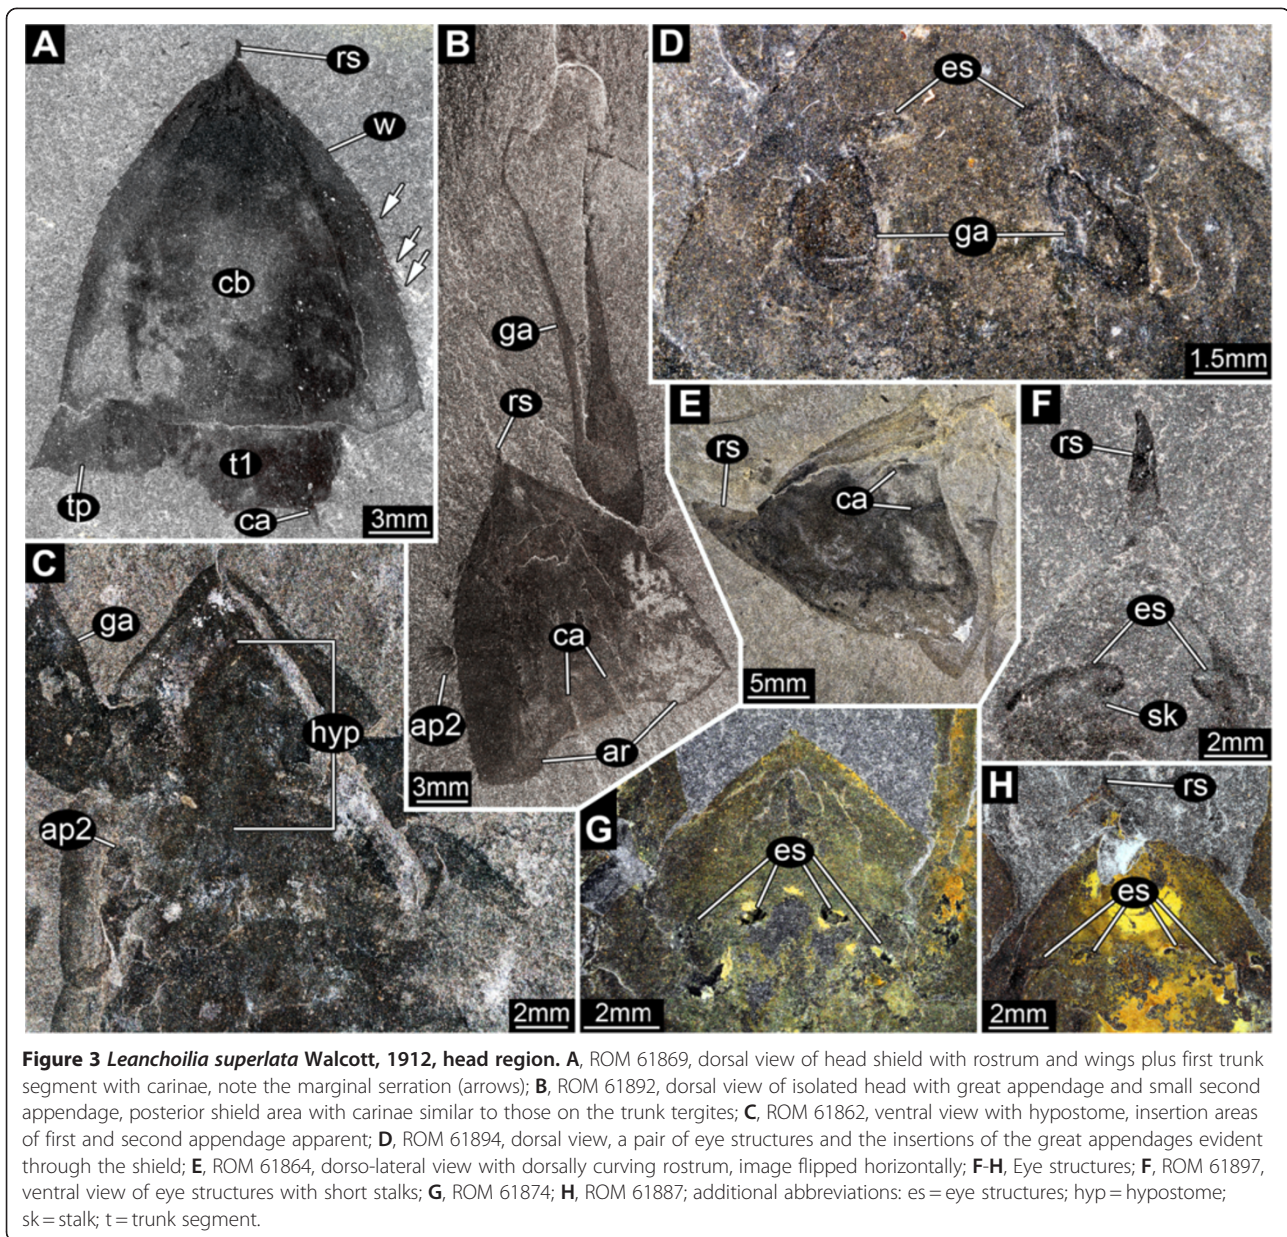 A
rs
w
cb
t1
tp
ca
3mm
B
ga
rs
ca
ap2
ar
3mm
D
es
ga
1.5mm
E
rs
ca
5mm
F
rs
es
sk
2mm
C
ga
hyp
ap2
2mm
G
es
2mm
H
rs
es
2mm
Figure 3 Leanchoilia superlata Walcott, 1912, head region. A, ROM 61869, dorsal view of head shield with rostrum and wings plus first trunk
segment with carinae, note the marginal serration (arrows); B, ROM 61892, dorsal view of isolated head with great appendage and small second
appendage, posterior shield area with carinae similar to those on the trunk tergites; C, ROM 61862, ventral view with hypostome, insertion areas
of first and second appendage apparent; D, ROM 61894, dorsal view, a pair of eye structures and the insertions of the great appendages evident
through the shield; E, ROM 61864, dorso-lateral view with dorsally curving rostrum, image flipped horizontally; F-H, Eye structures; F, ROM 61897,
ventral view of eye structures with short stalks; G, ROM 61874; H, ROM 61887; additional abbreviations: es = eye structures; hyp = hypostome;
sk = stalk; t = trunk segment.